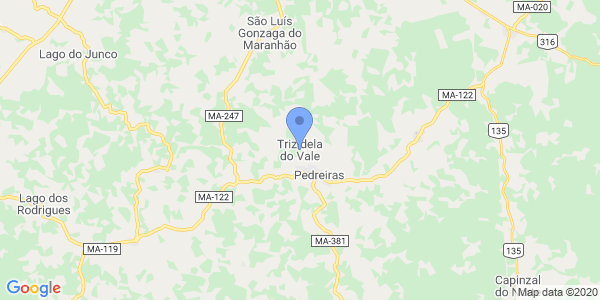 MA-020
São Luís
Gonzaga do
Maranhão
316
Lago do Junco
MA-122
MA-247
135
Trizidela
do Vale
Pedreiras
MA-122
Lago dos
Rodrigues
MA-381
MA-119
135
Capinzal
do Norte
Google
Map data ©2020